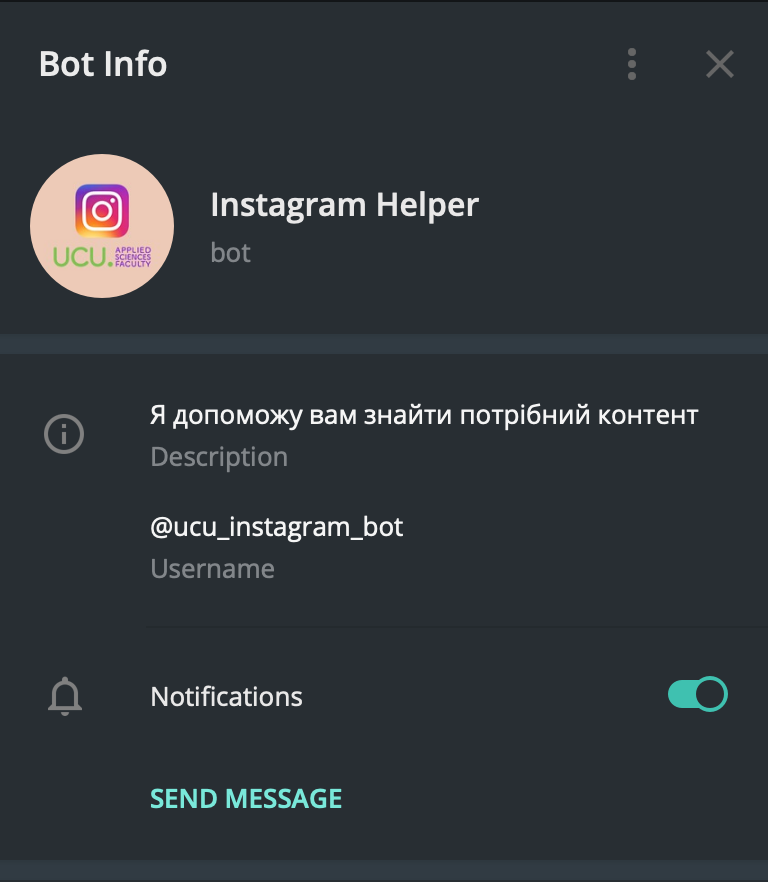 Bot Info
Instagram Helper
bot
UCU. APPLIED
SCIENCES
FACULTY
Я допоможу вам знайти потрібний контент
Description
@ucu_instagram_bot
Username
Notifications
SEND MESSAGE